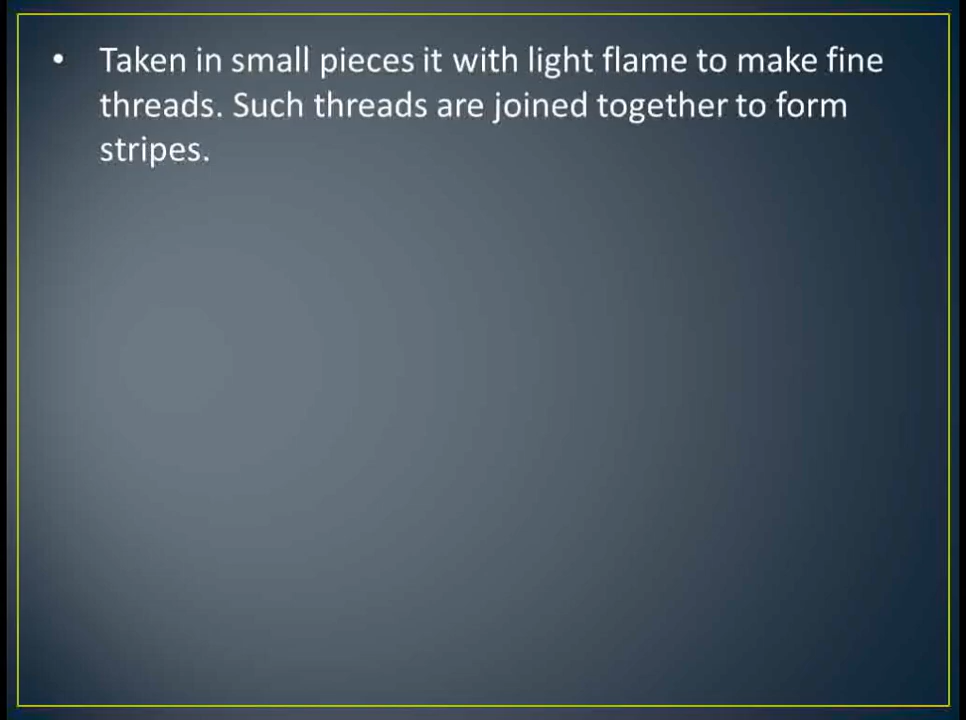 • Taken in small pieces it with light flame to make fine
threads. Such threads are joined together to form
stripes.